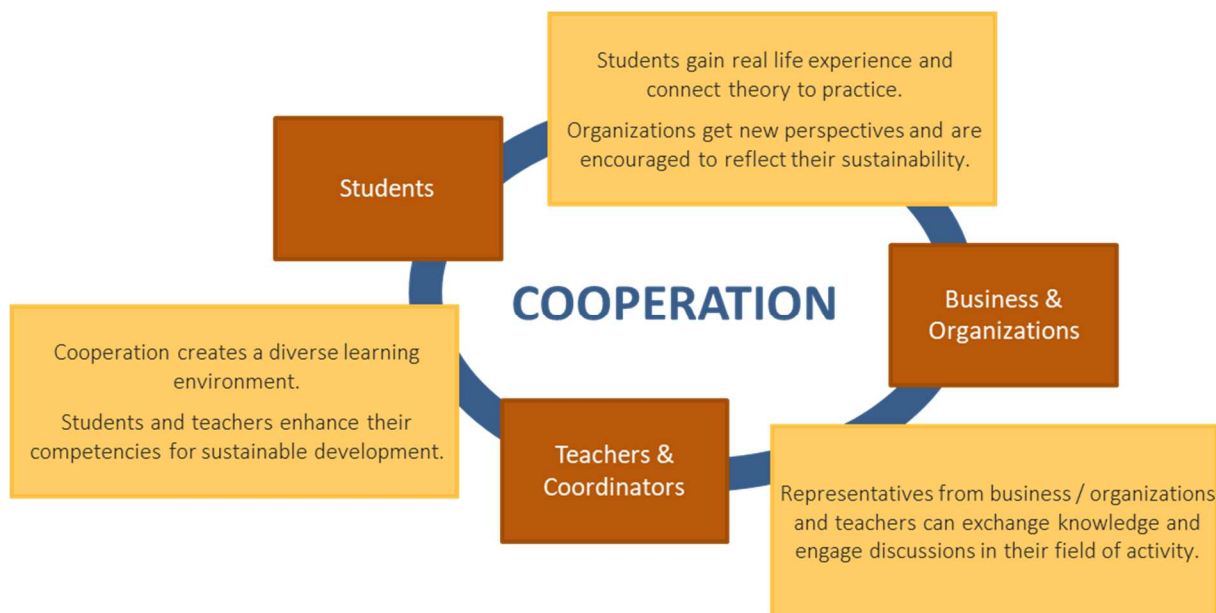 Students gain real life experience and
connect theory to practice.
Organizations get new perspectives and are
encouraged to reflect their sustainability.
Students
COOPERATION
Business &
Organizations
Cooperation creates a diverse learning
environment.
Students and teachers enhance their
competencies for sustainable development.
Teachers &
Coordinators
Representatives from business / organizations
and teachers can exchange knowledge and
engage discussions in their field of activity.